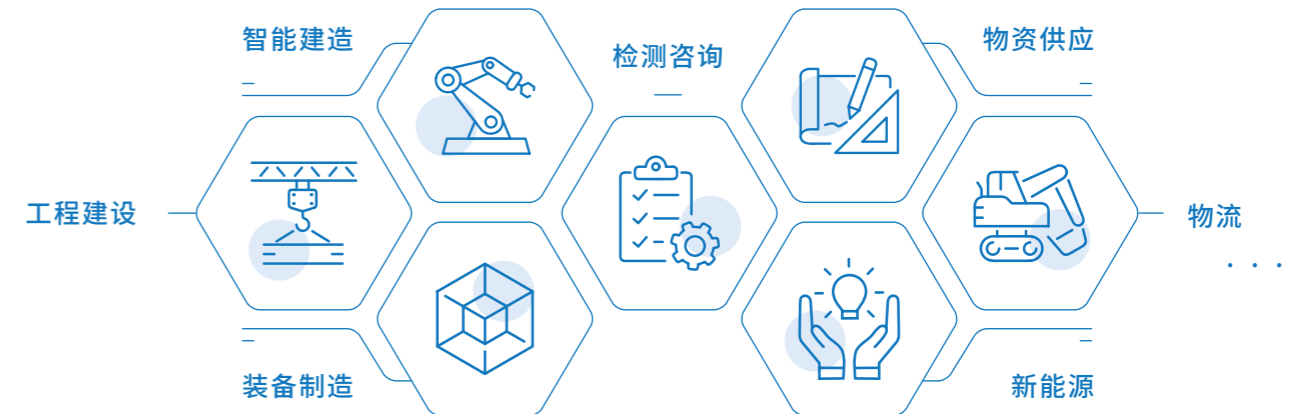 智能建造
检测咨询
物资供应
工程建设
物流
· · ·
装备制造
新能源